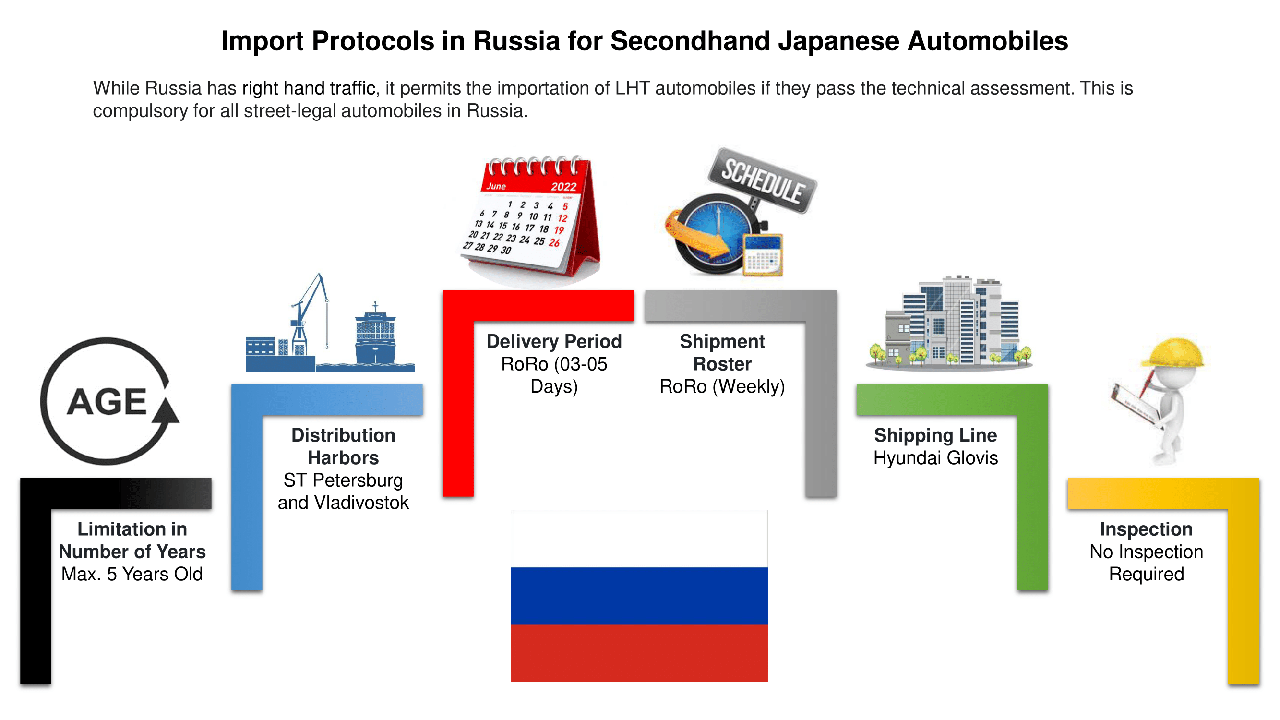 Import Protocols in Russia for Secondhand Japanese Automobiles
While Russia has right hand traffic, it permits the importation of LHT automobiles if they pass the technical assessment. This is
compulsory for all street-legal automobiles in Russia.
June 2022
1 2 3 4 5
6 7 8 9 10 11 12
13 14 15 16 17 18 19
20 21 22 23 24 25 26
27 28 29 30
SCHEDULE
AGE
Delivery Period
RoRo (03-05
Days)
Shipment
Roster
RoRo (Weekly)
Distribution
Harbors
ST Petersburg
and Vladivostok
Shipping Line
Hyundai Glovis
Limitation in
Number of Years
Max. 5 Years Old
Inspection
No Inspection
Required